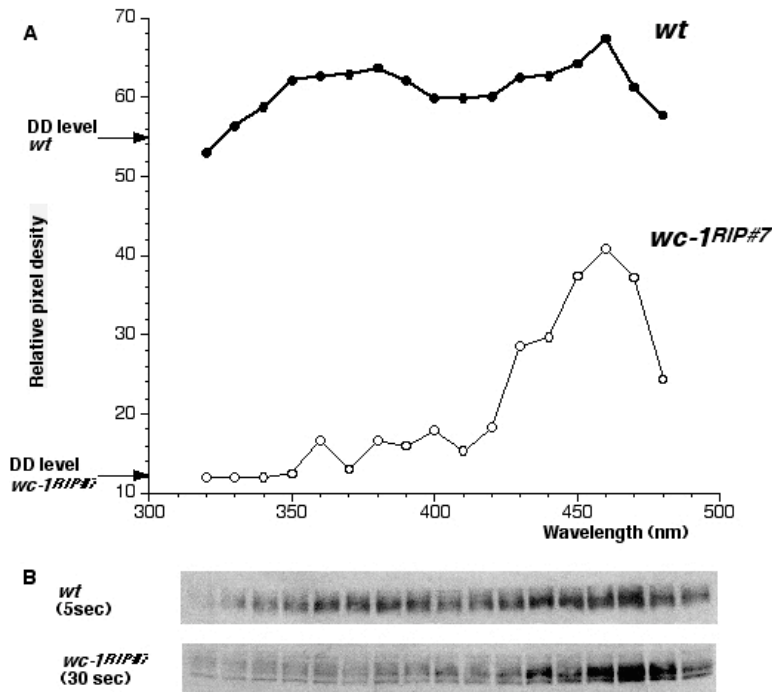 A
70
wt
60
DD level
wt
50
Relative pixel desity
40
wc-1RIP#7
30
20
DD level
wc-1RIP#7
10
300
350
400
450
500
Wavelength (nm)
B
wt
(5sec)
wc-1RIP#7
(30 sec)